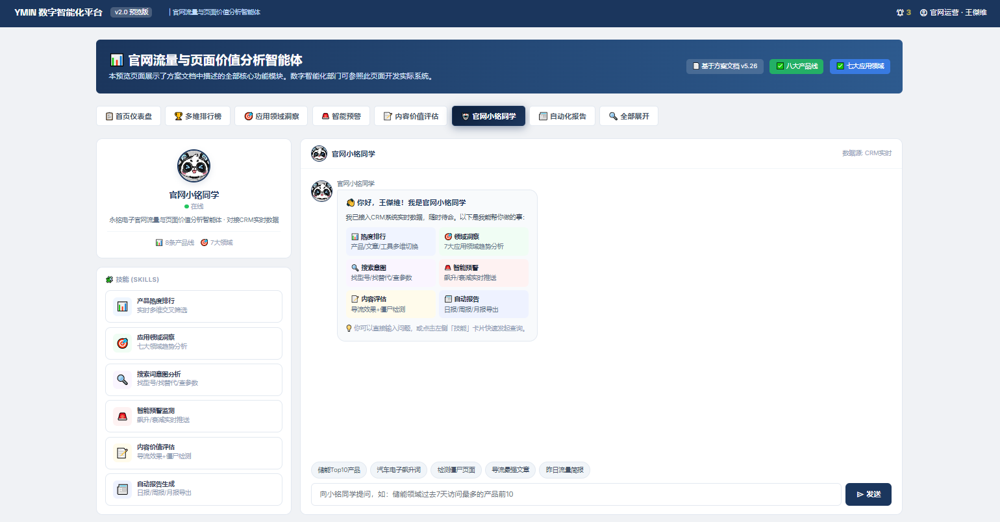 YMIN 数字智能化平台
v2.0 预览版
| 官网流量与页面价值分析智能体
3
官网运营 · 王傑维
官网流量与页面价值分析智能体
本预览页面展示了方案文档中描述的全部核心功能模块。数字智能化部门可参照此页面开发实际系统。
基于方案文档 v5.26
八大产品线
七大应用领域
首页仪表盘
多维排行榜
应用领域洞察
智能预警
内容价值评估
官网小铭同学
自动化报告
全部展开
官网小铭同学
在线
永铭电子官网流量与页面价值分析智能体 · 对接CRM实时数据
8条产品线
7大领域
技能 (SKILLS)
产品热度排行
实时多维交叉筛选
应用领域洞察
七大领域趋势分析
搜索词意图分析
找型号/找替代/查参数
智能预警监测
飙升/衰减实时推送
内容价值评估
导流效果+僵尸检测
自动报告生成
日报/周报/月报导出
官网小铭同学
数据源: CRM实时
官网小铭同学
你好，王傑维！我是官网小铭同学
我已接入CRM系统实时数据，随时待命。以下是我能帮你做的事：
热度排行
产品/文章/工具多维切换
领域洞察
7大应用领域趋势分析
搜索意图
找型号/找替代/查参数
智能预警
飙升/衰减实时推送
内容评估
导流效果+僵尸检测
自动报告
日报/周报/月报导出
你可以直接输入问题，或点击左侧「技能」卡片快速发起查询。
储能Top10产品
汽车电子飙升词
检测僵尸页面
导流最强文章
昨日流量简报
向小铭同学提问，如：储能领域过去7天访问最多的产品前10
发送